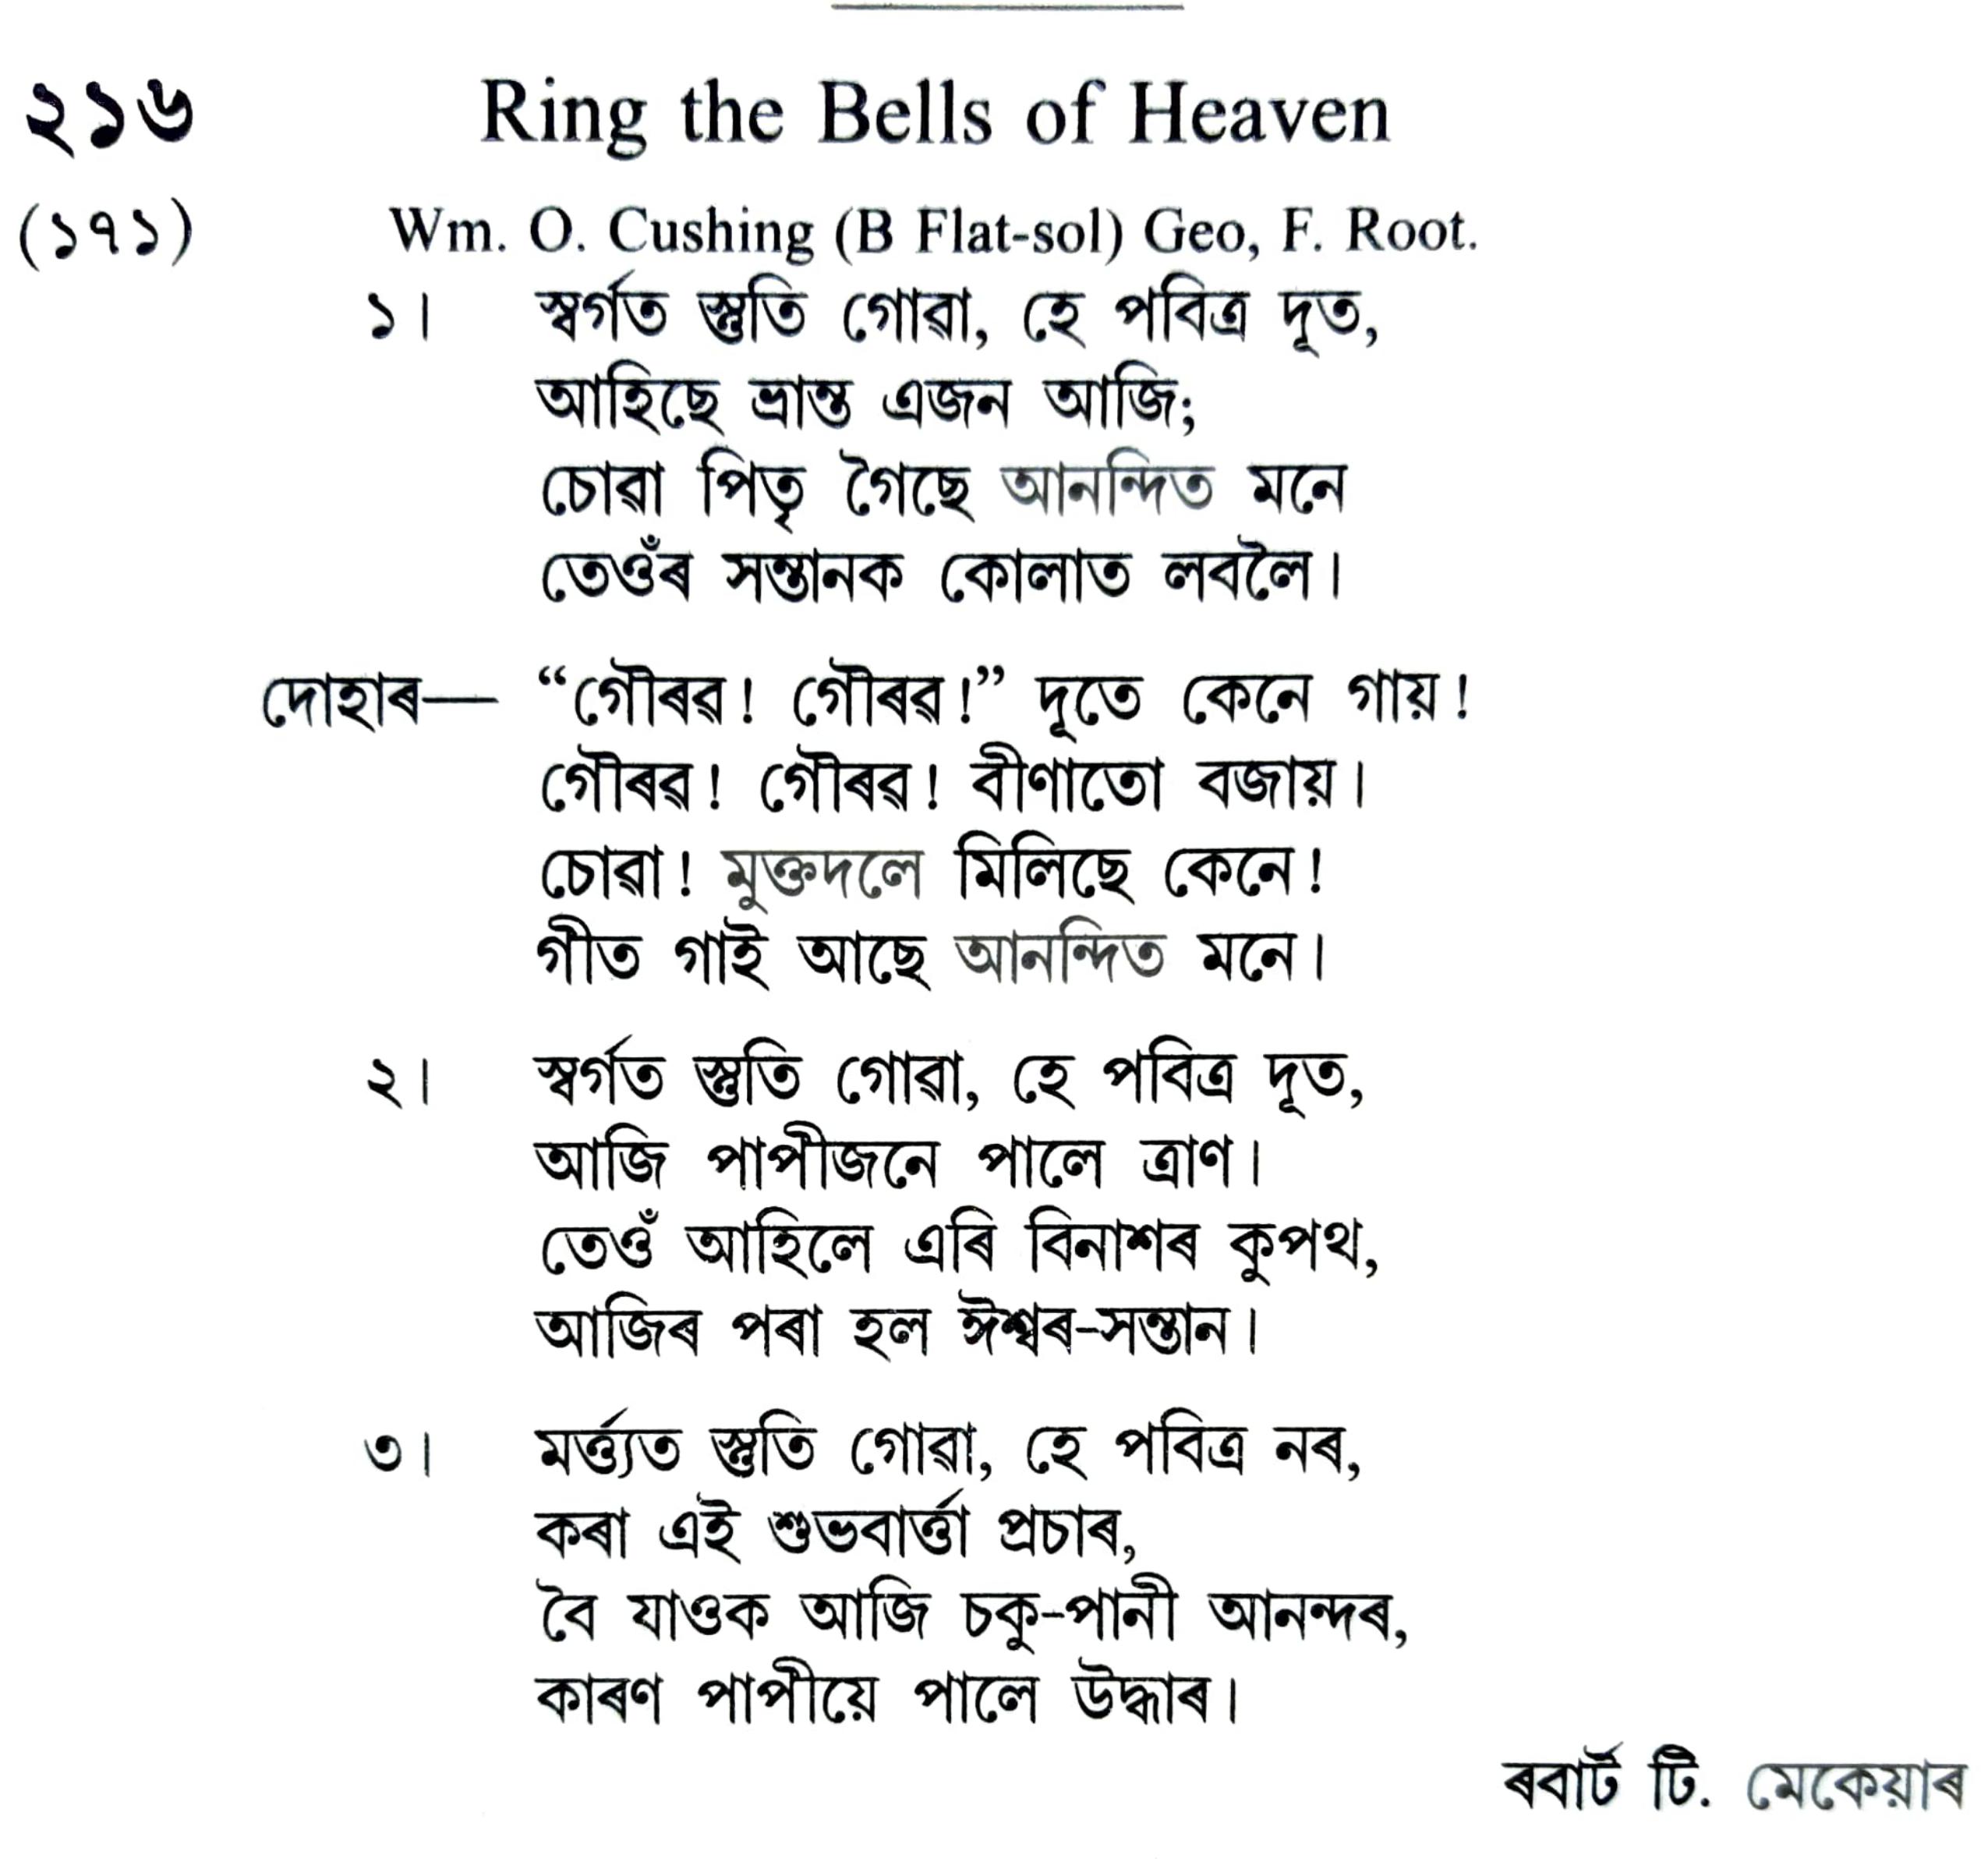 ২১৬ Ring the Bells of Heaven
(১৭১) Wm. O. Cushing (B Flat-sol) Geo, F. Root.
১। স্বৰ্গত স্তুতি গোৱা, হে পবিত্ৰ দূত,
আহিছে ভ্ৰান্ত এজন আজি;
চোৱা পিতৃ গৈছে আনন্দিত মনে
তেওঁৰ সন্তানক কোলাত লবলৈ।
দোহাৰ— “গৌৰৱ! গৌৰৱ!” দূতে কেনে গায়!
গৌৰৱ! গৌৰৱ! বীণাতো বজায়।
চোৱা! মুক্তদলে মিলিছে কেনে!
গীত গাই আছে আনন্দিত মনে।
২। স্বৰ্গত স্তুতি গোৱা, হে পবিত্ৰ দূত,
আজি পাপীজনে পালে ত্ৰাণ।
তেওঁ আহিলে এৰি বিনাশৰ কুপথ,
আজিৰ পৰা হল ঈশ্বৰ-সন্তান।
৩। মৰ্ত্ত্যত স্তুতি গোৱা, হে পবিত্ৰ নৰ,
কৰা এই শুভবাৰ্ত্তা প্ৰচাৰ,
বৈ যাওক আজি চকু-পানী আনন্দৰ,
কাৰণ পাপীয়ে পালে উদ্ধাৰ।
ৰবাৰ্ট টি. মেকেয়াৰ